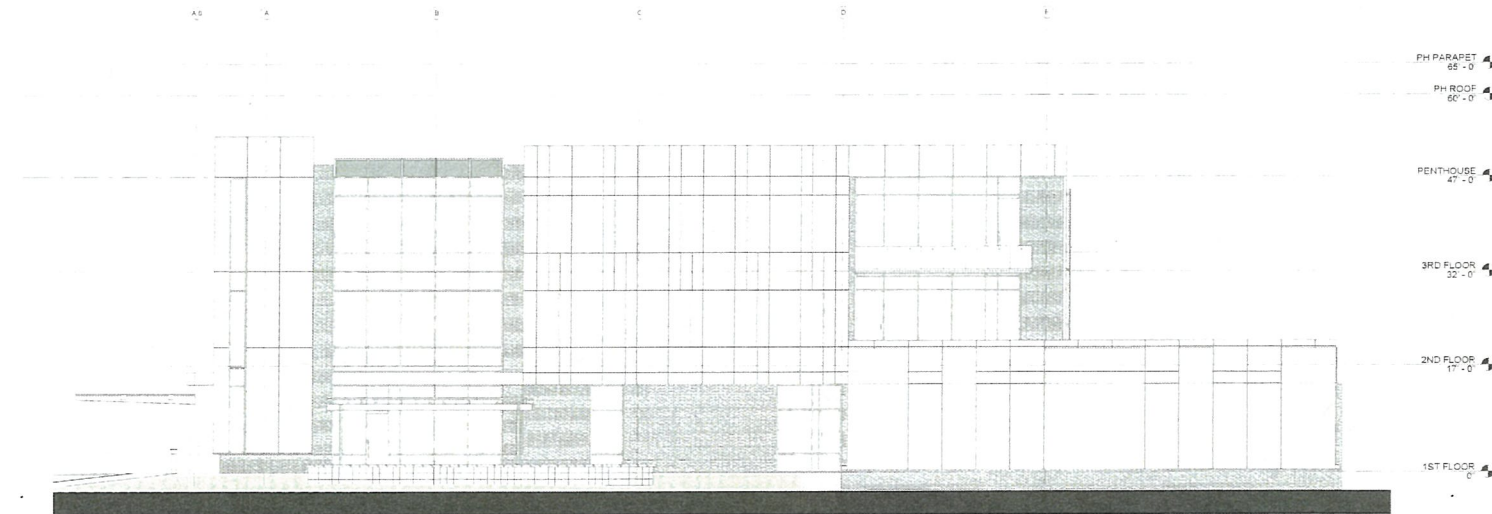 A.6
A
B
C
D
E
PH PARAPET
65' - 0"
PH ROOF
60' - 0"
PENTHOUSE
47' - 0"
3RD FLOOR
32' - 0"
2ND FLOOR
17' - 0"
1ST FLOOR
0"